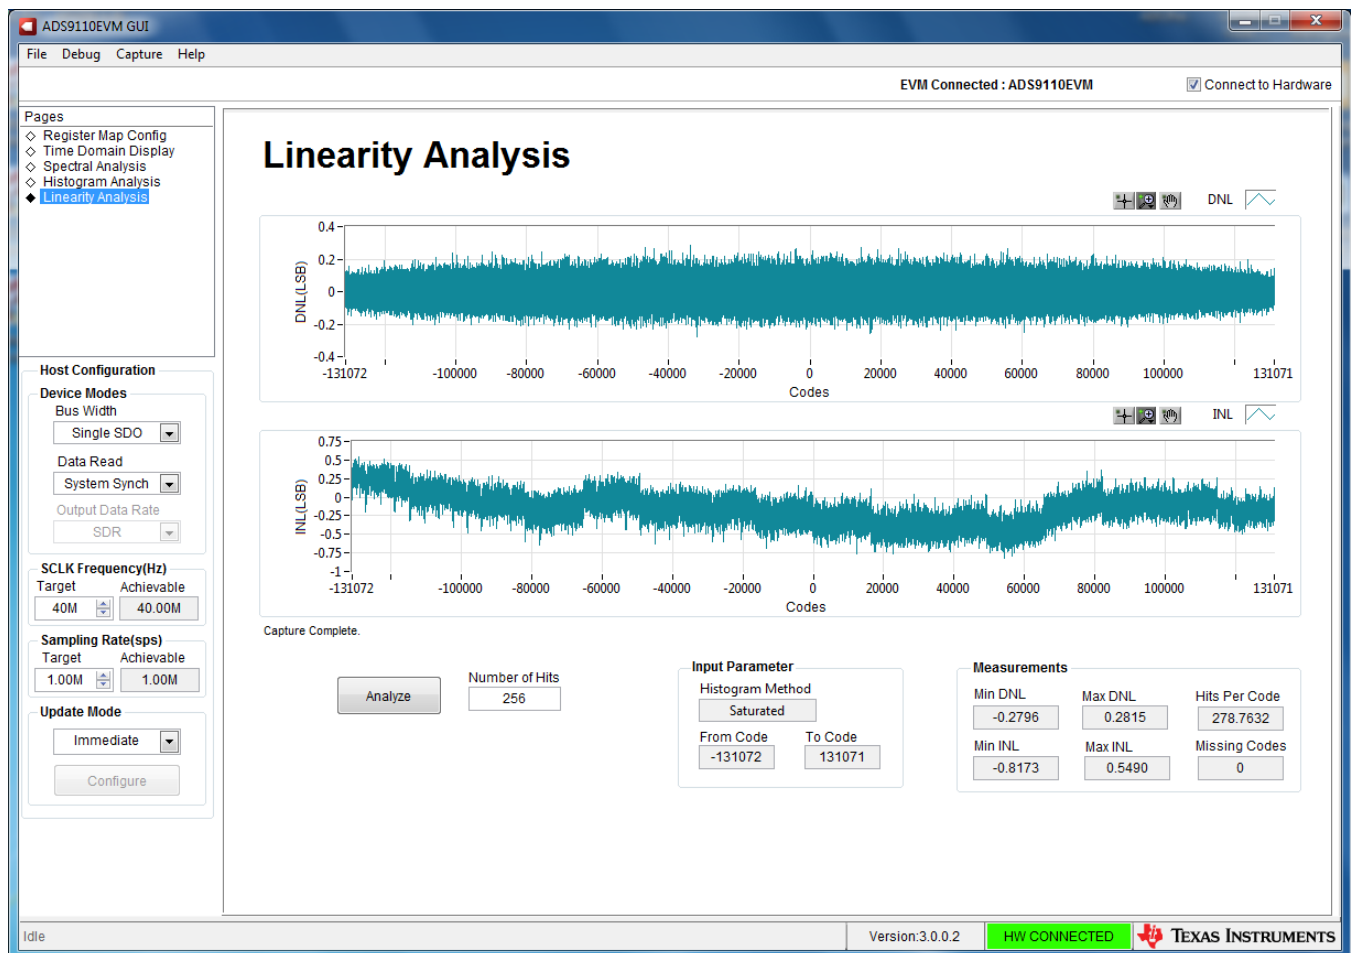 ADS9110EVM GUI
File Debug Capture Help
EVM Connected : ADS9110EVM
Connect to Hardware
Pages
Register Map Config
Time Domain Display
Spectral Analysis
Histogram Analysis
Linearity Analysis
Host Configuration
Device Modes
Bus Width
Single SDO
Data Read
System Synch
Output Data Rate
SDR
SCLK Frequency(Hz)
Target Achievable
40M 40.00M
Sampling Rate(sps)
Target Achievable
1.00M 1.00M
Update Mode
Immediate
Configure
Linearity Analysis
DNL
0.4
0.2
0
-0.2
-0.4
DNL(LSB)
-131072 -100000 -80000 -60000 -40000 -20000 0 20000 40000 60000 80000 100000 131071
Codes
INL
0.75
0.5
0.25
0
-0.25
-0.5
-0.75
-1
INL(LSB)
-131072 -100000 -80000 -60000 -40000 -20000 0 20000 40000 60000 80000 100000 131071
Codes
Capture Complete.
Analyze
Number of Hits
256
Input Parameter
Histogram Method
Saturated
From Code To Code
-131072 131071
Measurements
Min DNL Max DNL Hits Per Code
-0.2796 0.2815 278.7632
Min INL Max INL Missing Codes
-0.8173 0.5490 0
Idle
Version:3.0.0.2
HW CONNECTED
TEXAS INSTRUMENTS